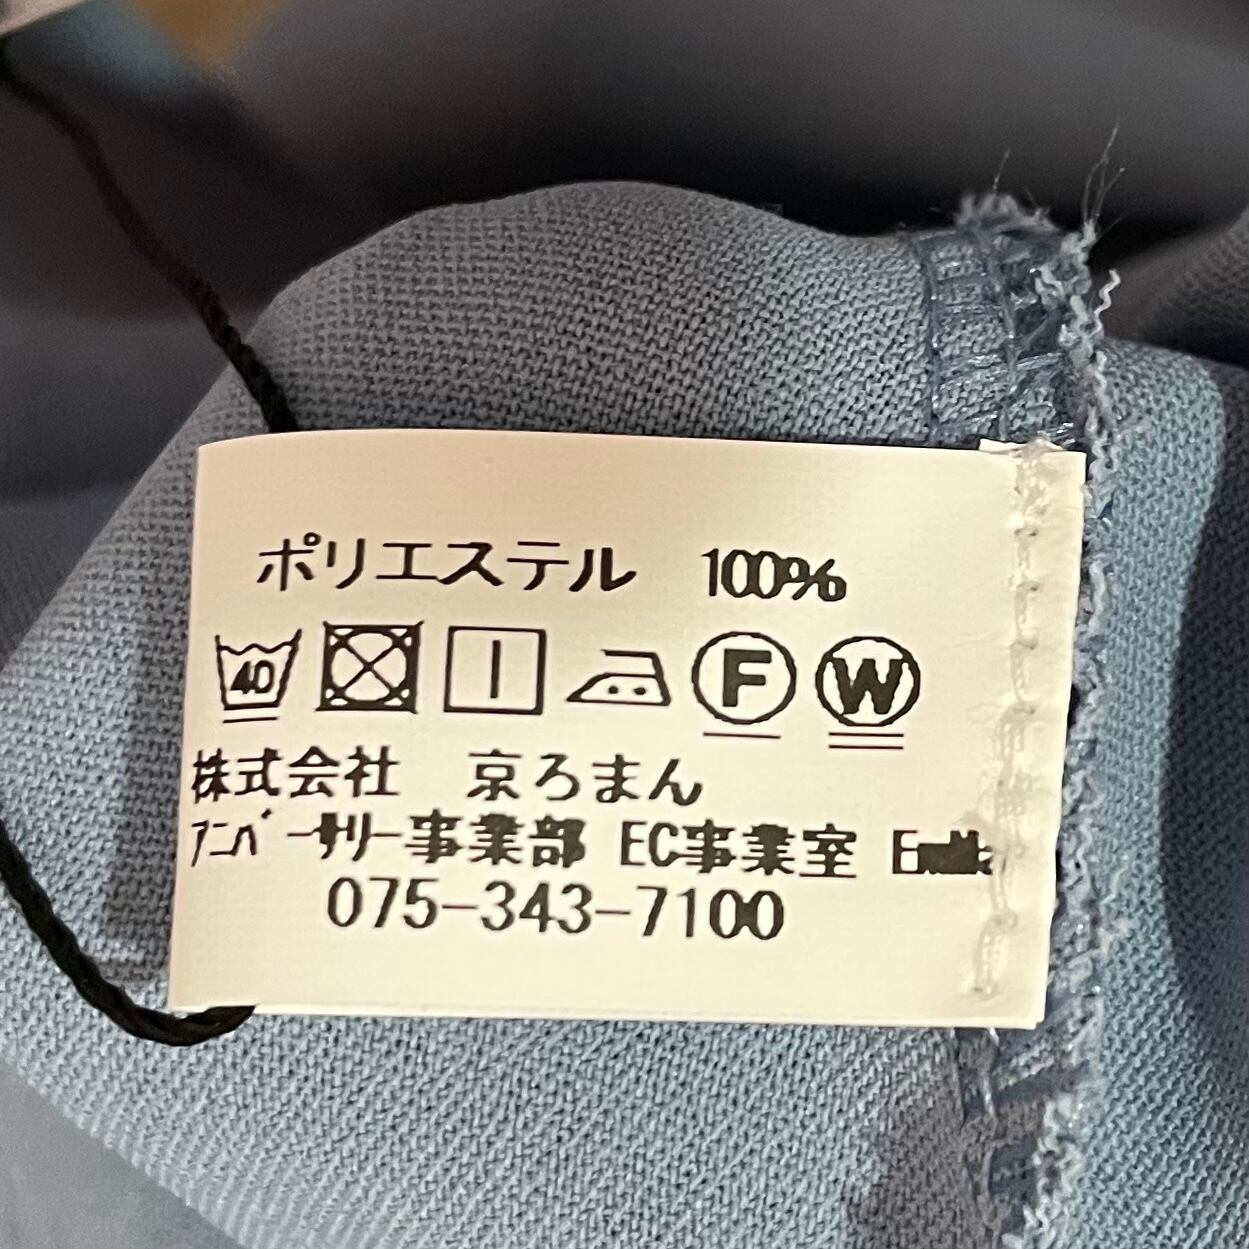 ポリエステル 100%
40 F W
株式会社 京ろまん
アニバーサリー事業部 EC事業室
075-343-7100